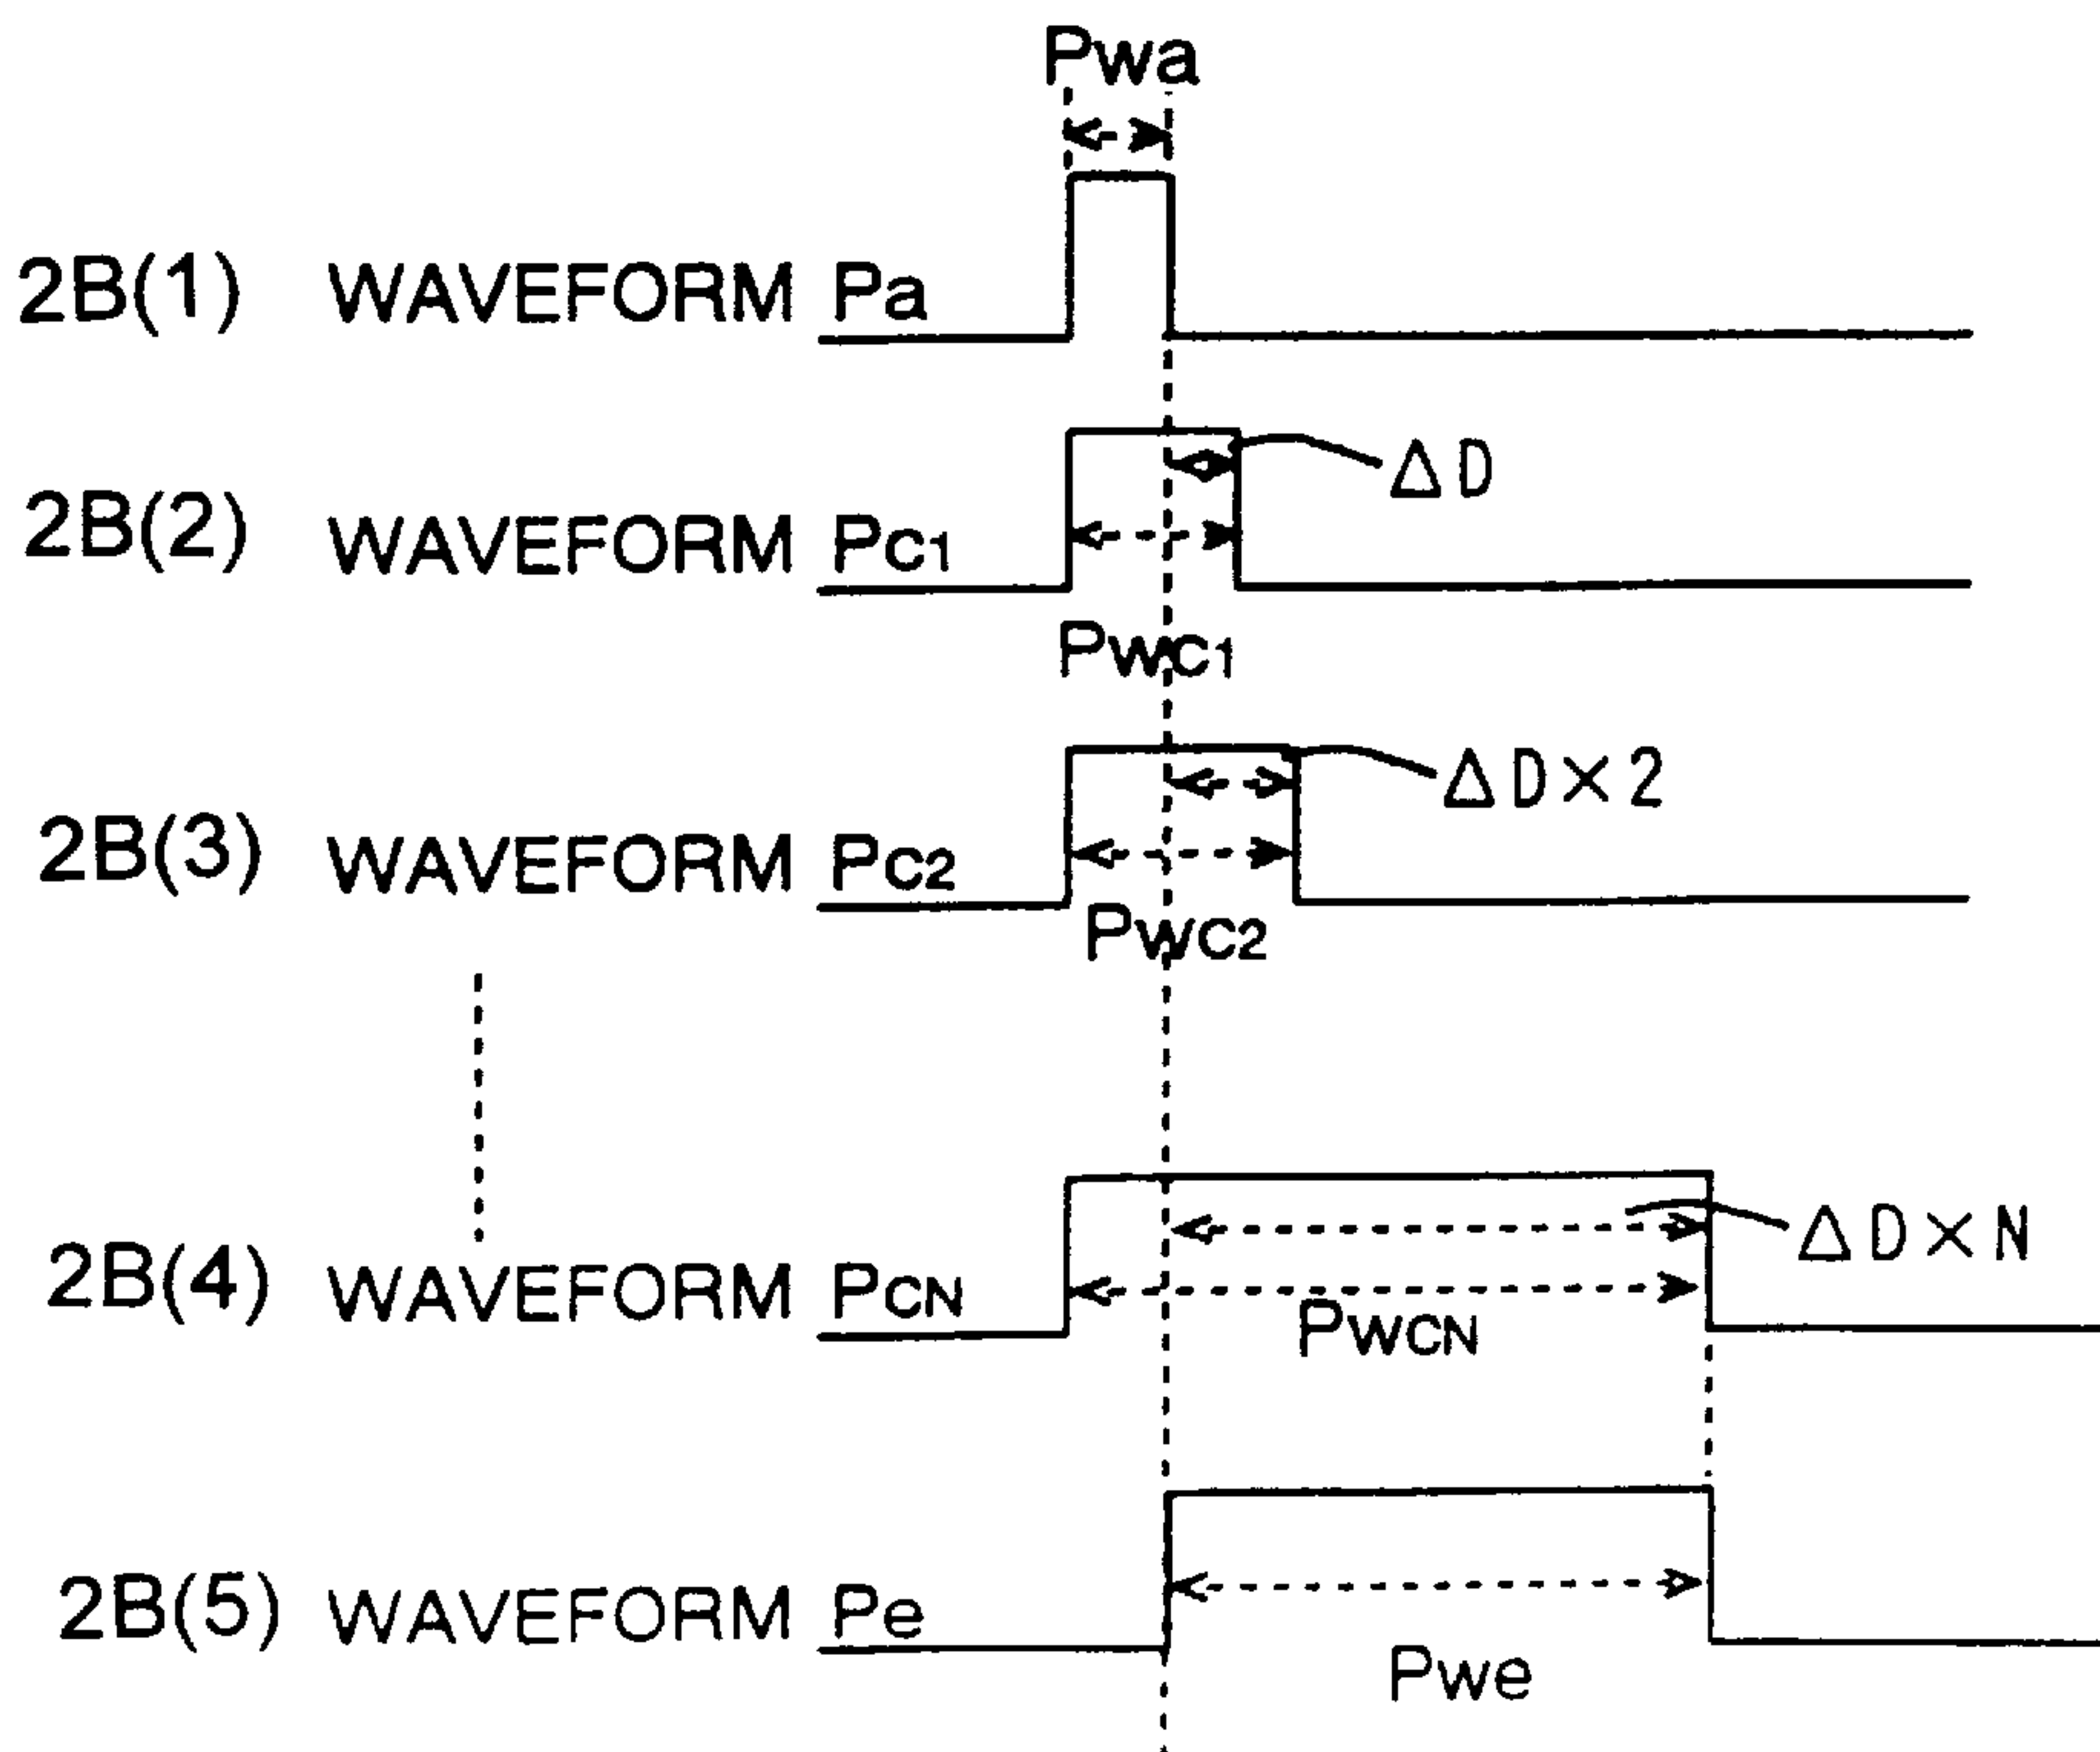 Pwa
2B(1) WAVEFORM Pa
ΔD
2B(2) WAVEFORM PC1
PWC1
ΔD×2
2B(3) WAVEFORM PC2
PWC2
ΔD×N
2B(4) WAVEFORM PCN
PWCN
2B(5) WAVEFORM Pe
Pwe